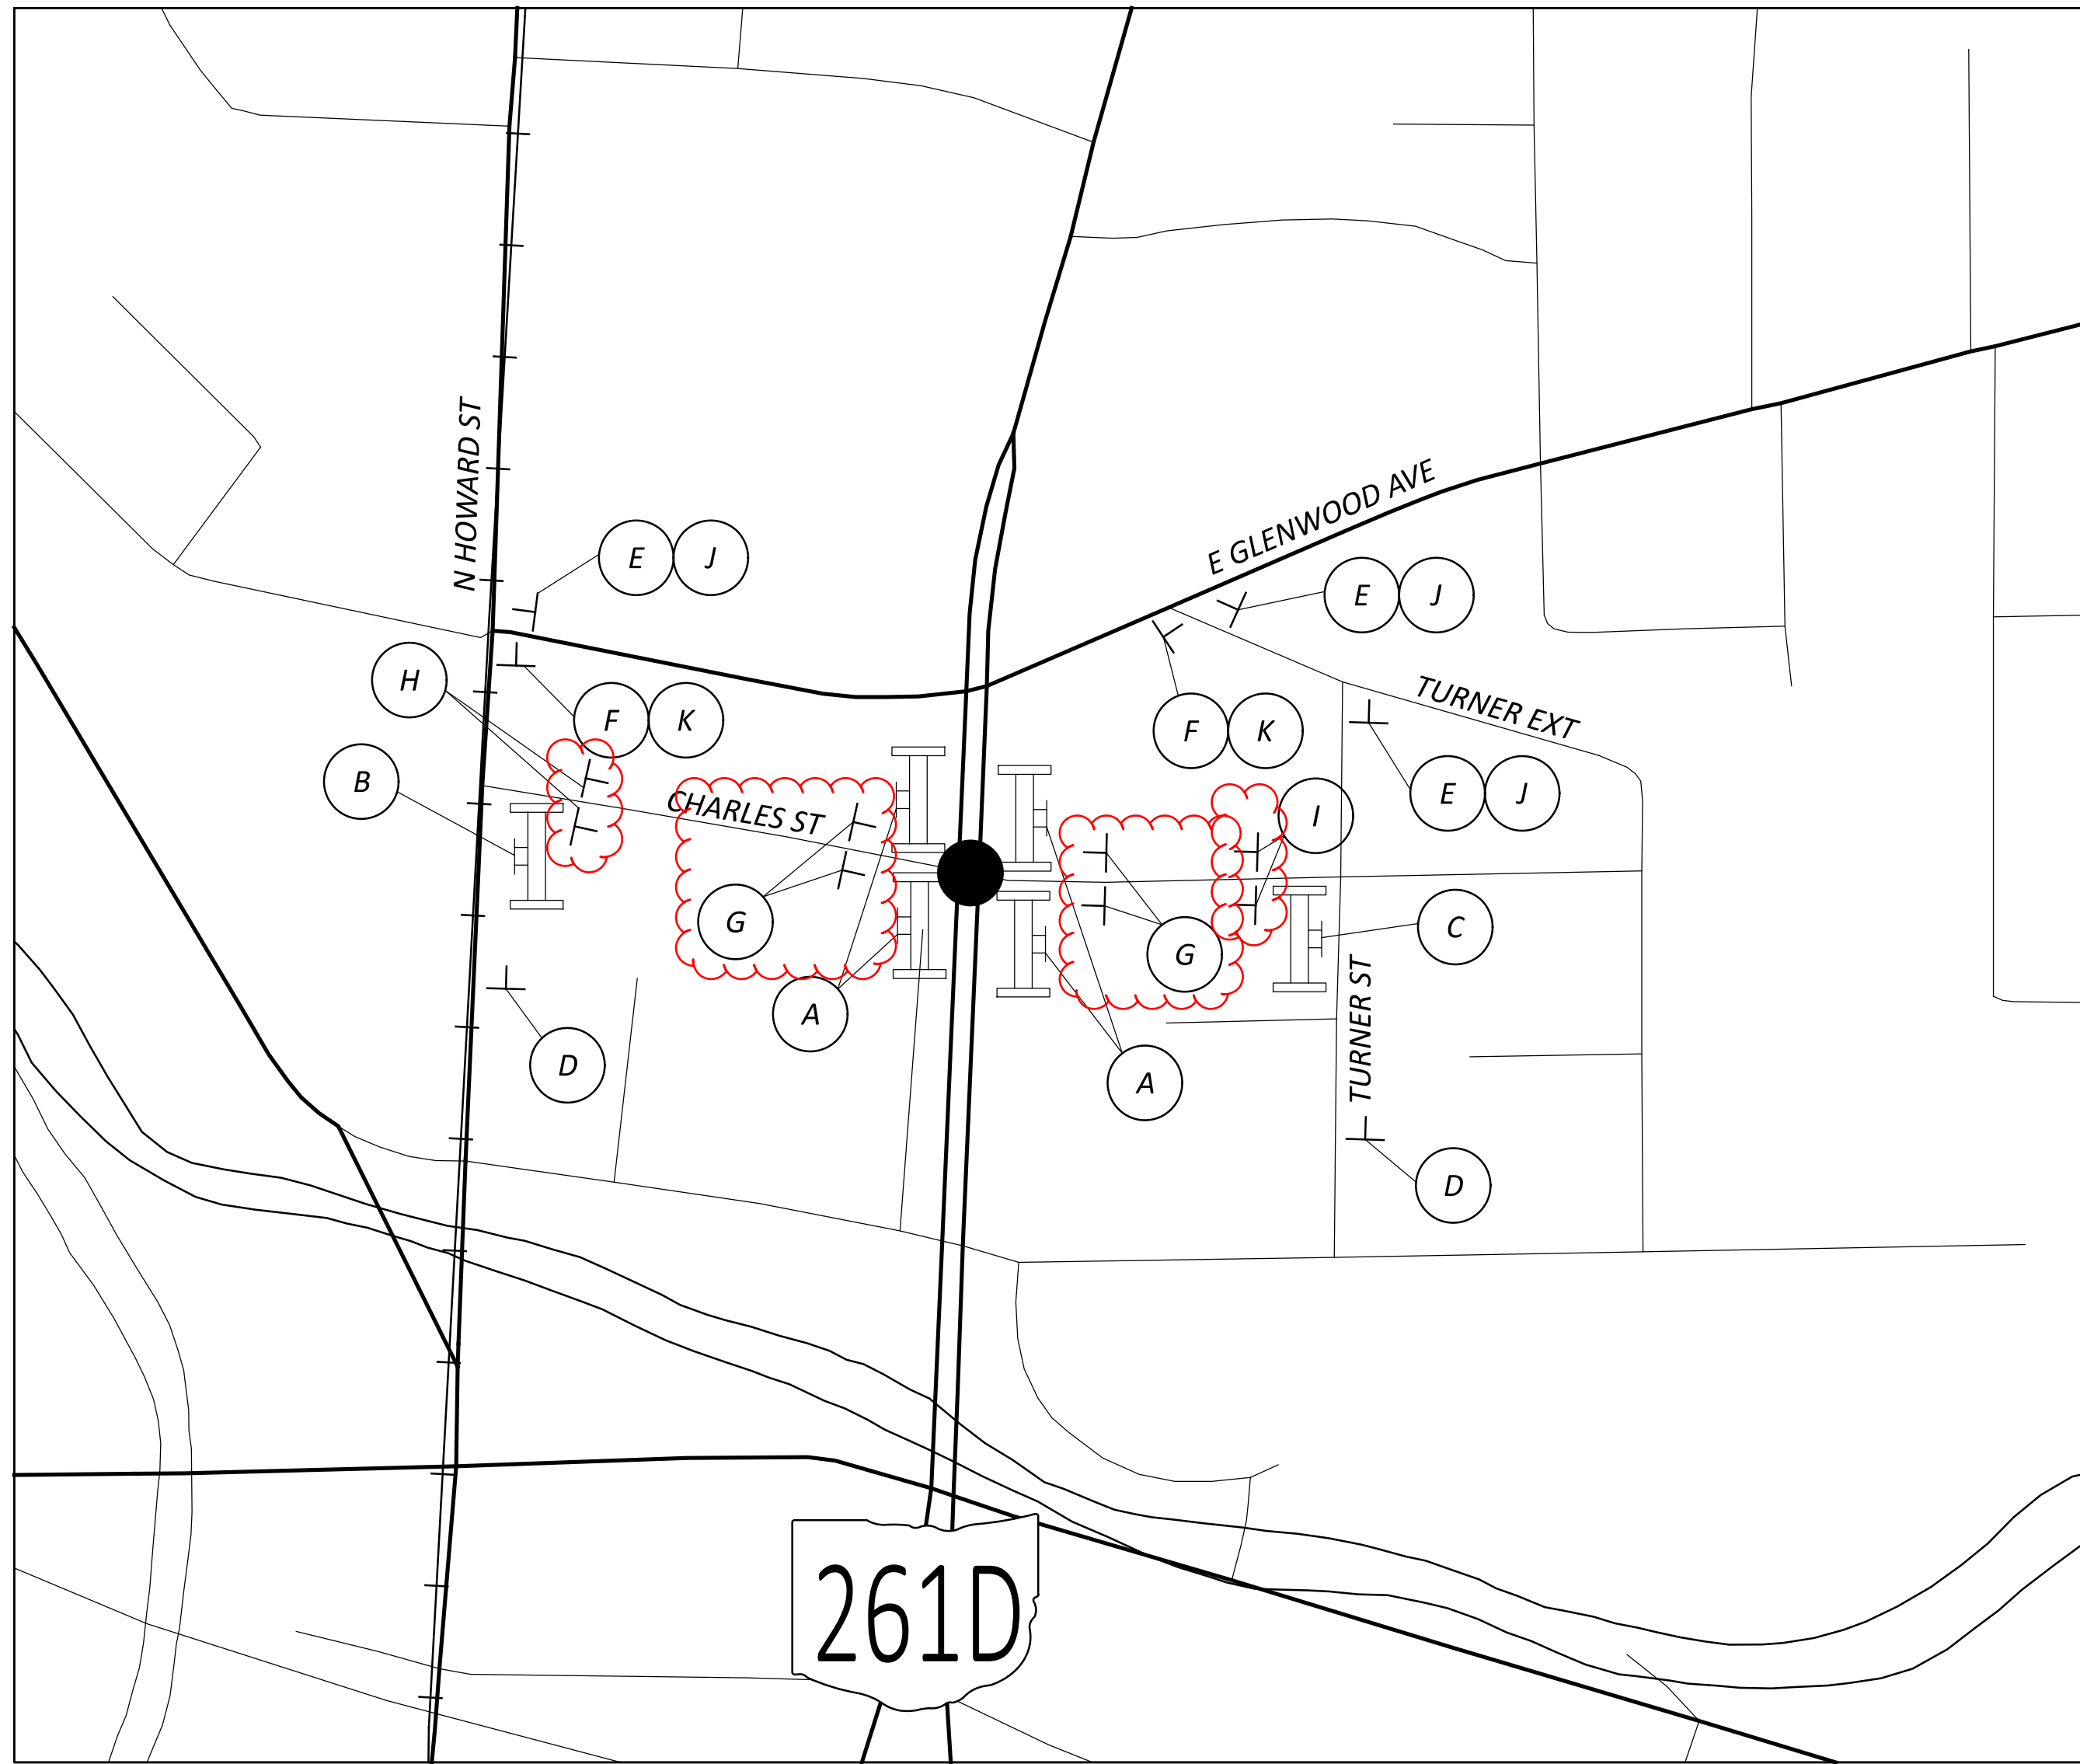 N HOWARD ST
E GLENWOOD AVE
E J
E J
H
F K
F K
TURNER EXT
B
E J
CHARLES ST
I
G
C
G
A
D
A
TURNER ST
D
261D